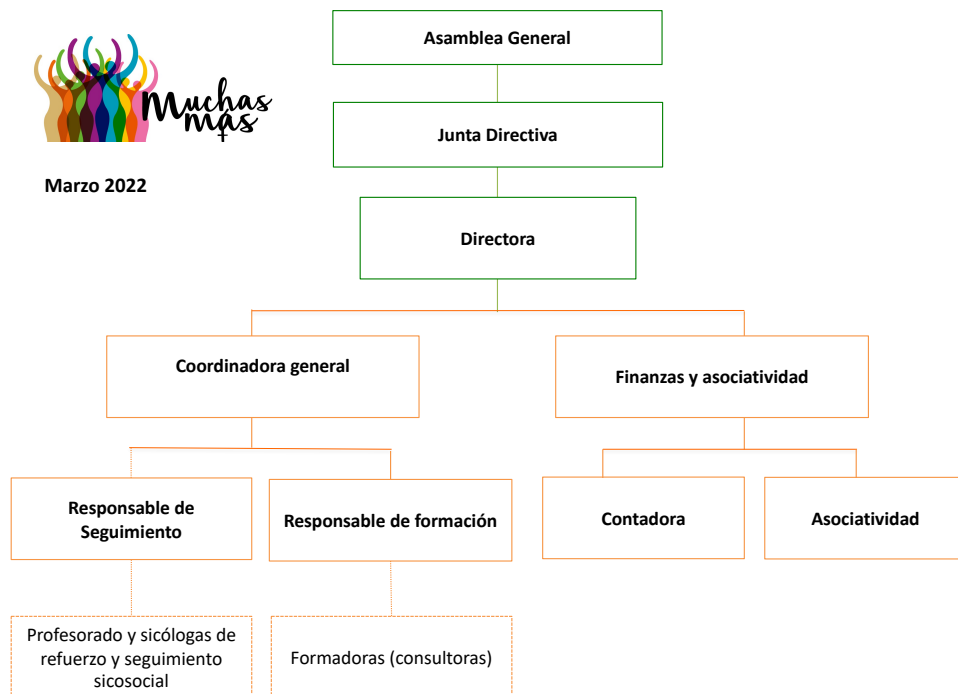 Asamblea General
Muchas
más
Junta Directiva
Marzo 2022
Directora
Coordinadora general
Finanzas y asociatividad
Responsable de
Seguimiento
Responsable de formación
Contadora
Asociatividad
Profesorado y sicólogas de
refuerzo y seguimiento
sicosocial
Formadoras (consultoras)